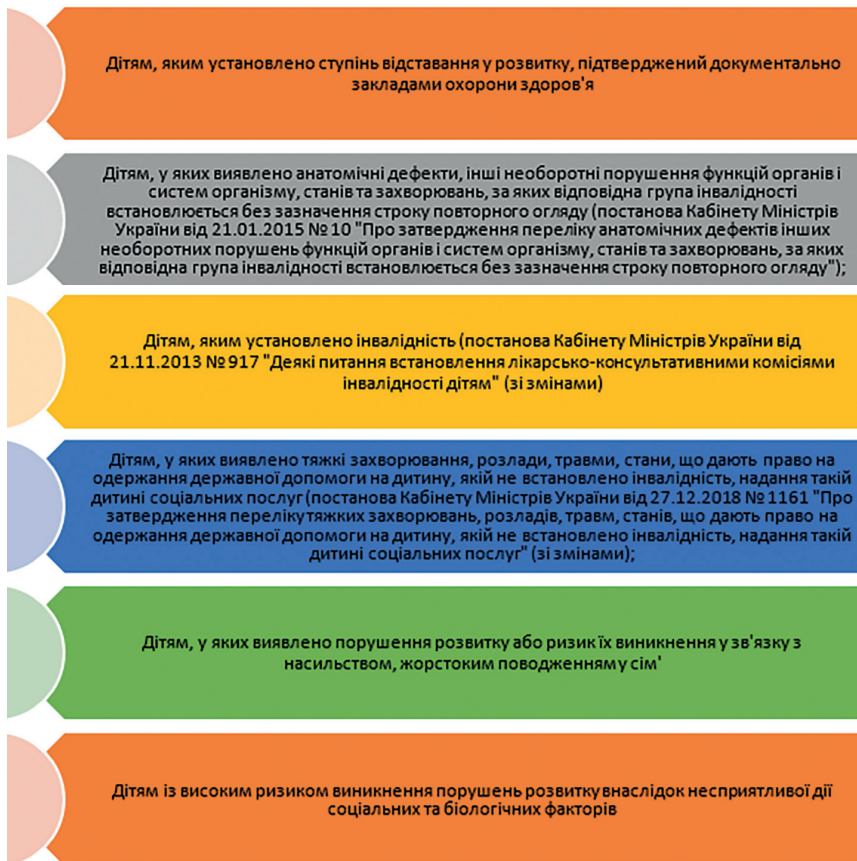 Дітям, яким установлено ступінь відставання у розвитку, підтверджений документально
закладами охорони здоров'я
Дітям, у яких виявлено анатомічні дефекти, інші необоротні порушення функцій органів і
систем організму, станів та захворювань, за яких відповідна група інвалідності
встановлюється без зазначення строку повторного огляду (постанова Кабінету Міністрів
України від 21.01.2015 №10 "Про затвердження переліку анатомічних дефектів інших
необоротних порушень функцій органів і систем організму, станів та захворювань, за яких
відповідна група інвалідності встановлюється без зазначення строку повторного огляду");
Дітям, яким установлено інвалідність (постанова Кабінету Міністрів України від
21.11.2013 №917 "Деякі питання встановлення лікарсько-консультативними комісіями
інвалідності дітям" (зі змінами)
Дітям, у яких виявлено тяжкі захворювання, розлади, травми, стани, що дають право на
одержання державної допомоги на дитину, якій не встановлено інвалідність, надання такій
дитині соціальних послуг (постанова Кабінету Міністрів України від 27.12.2018 №1161 "Про
затвердження переліку тяжких захворювань, розладів, травм, станів, що дають право на
одержання державної допомоги на дитину, якій не встановлено інвалідність, надання такій
дитині соціальних послуг" (зі змінами);
Дітям, у яких виявлено порушення розвитку або ризик їх виникнення у зв'язку з
насильством, жорстоким поводженням у сім'
Дітям із високим ризиком виникнення порушень розвитку внаслідок несприятливої дії
соціальних та біологічних факторів